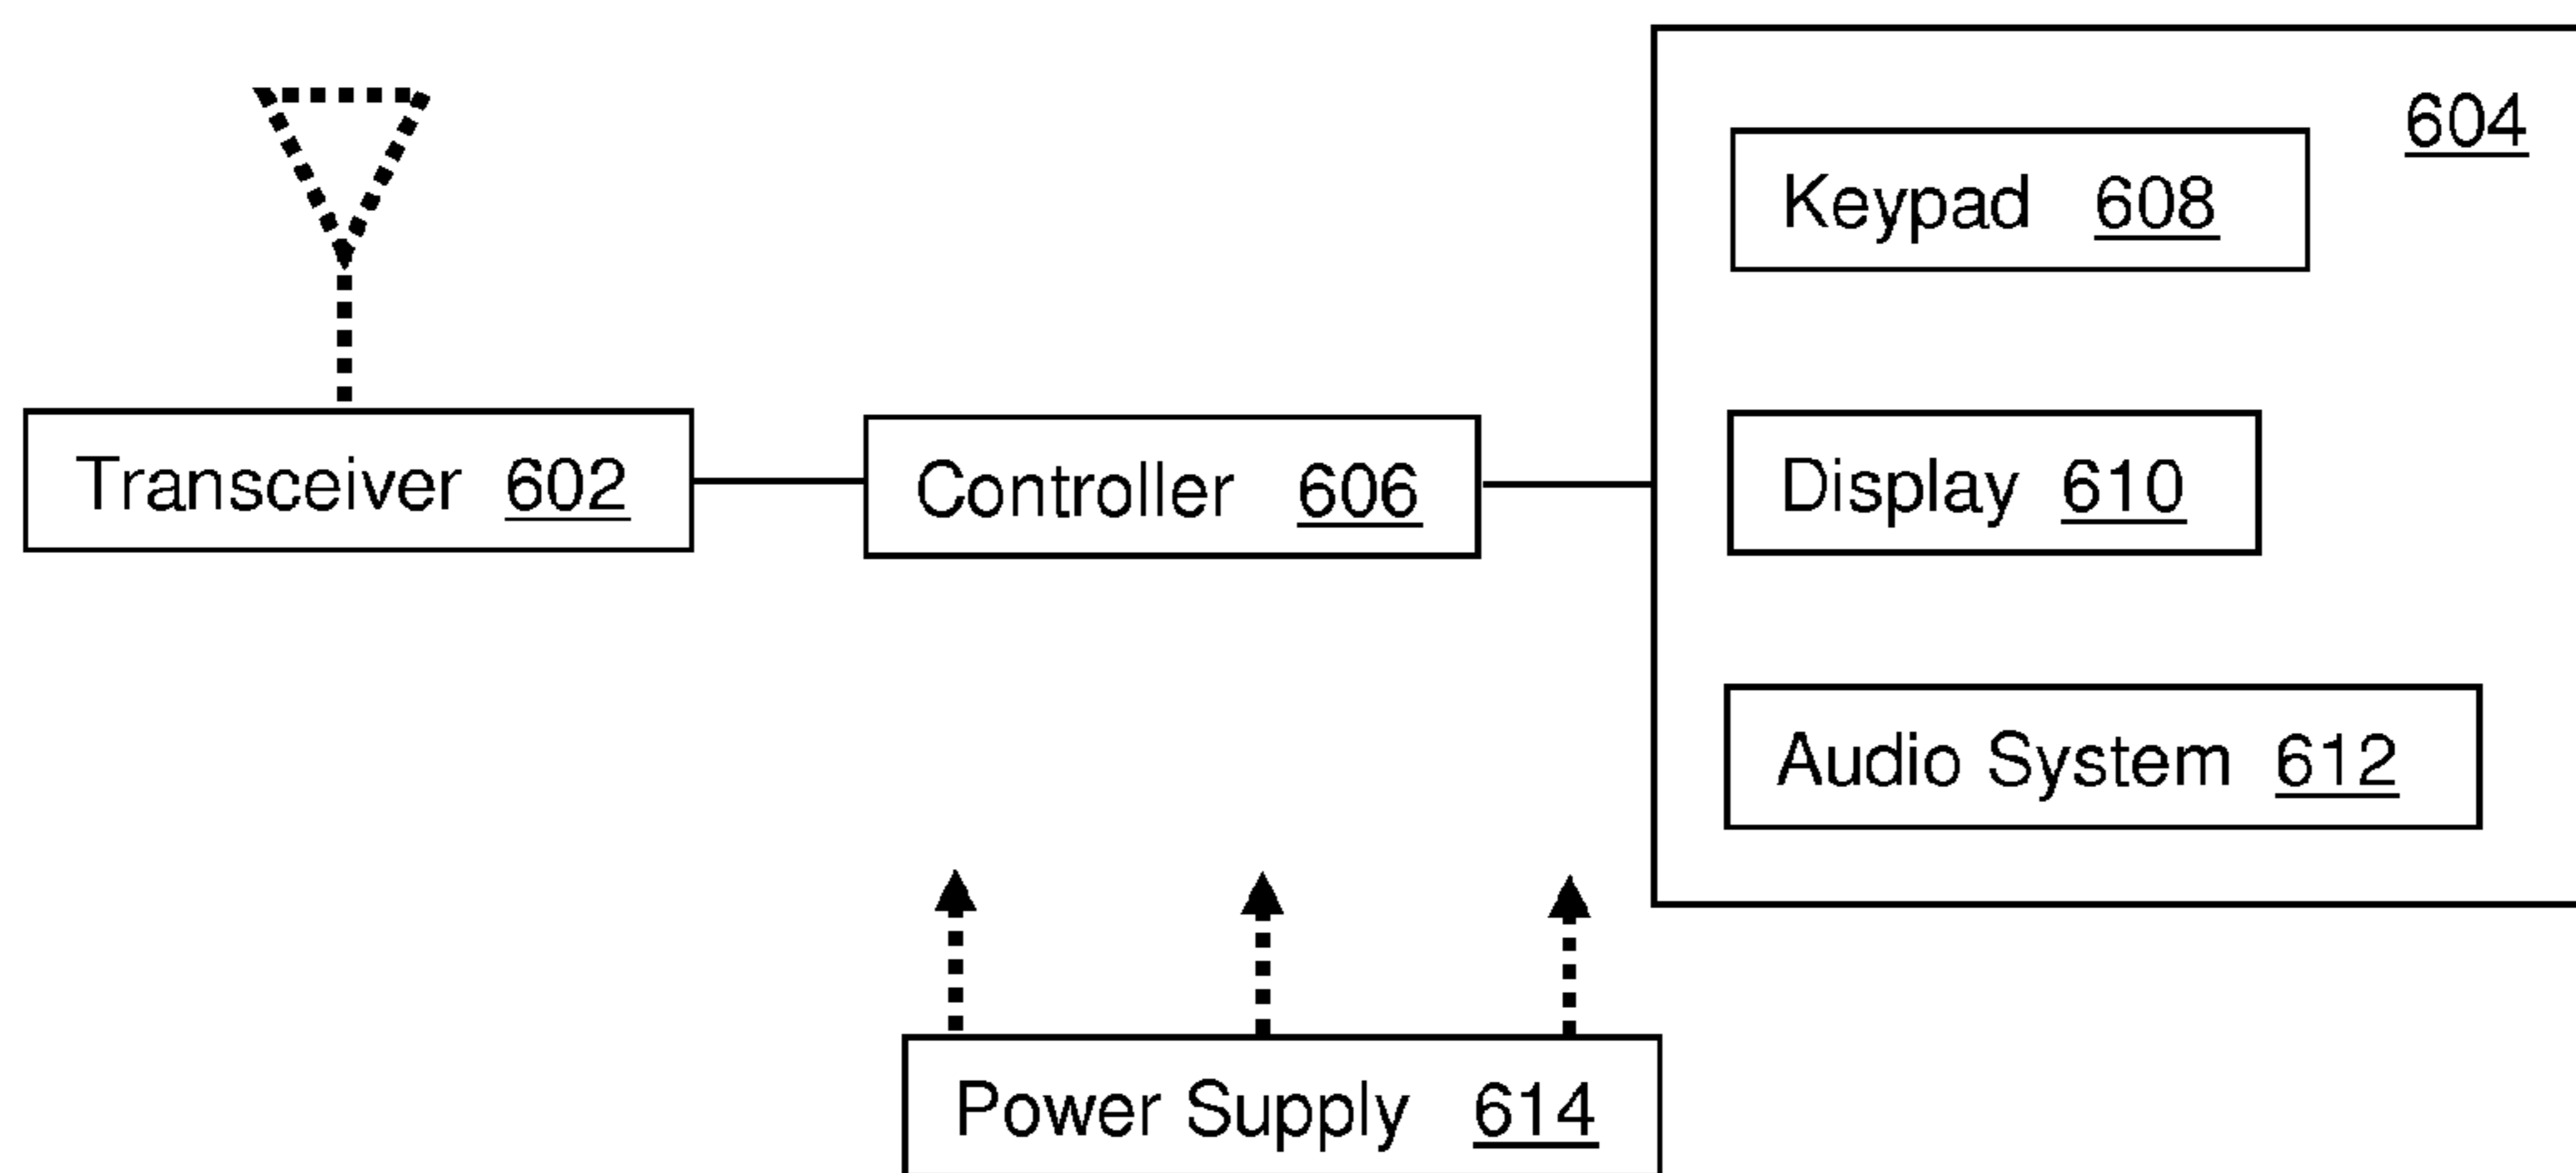 604
Keypad 608
Transceiver 602
Controller 606
Display 610
Audio System 612
Power Supply 614